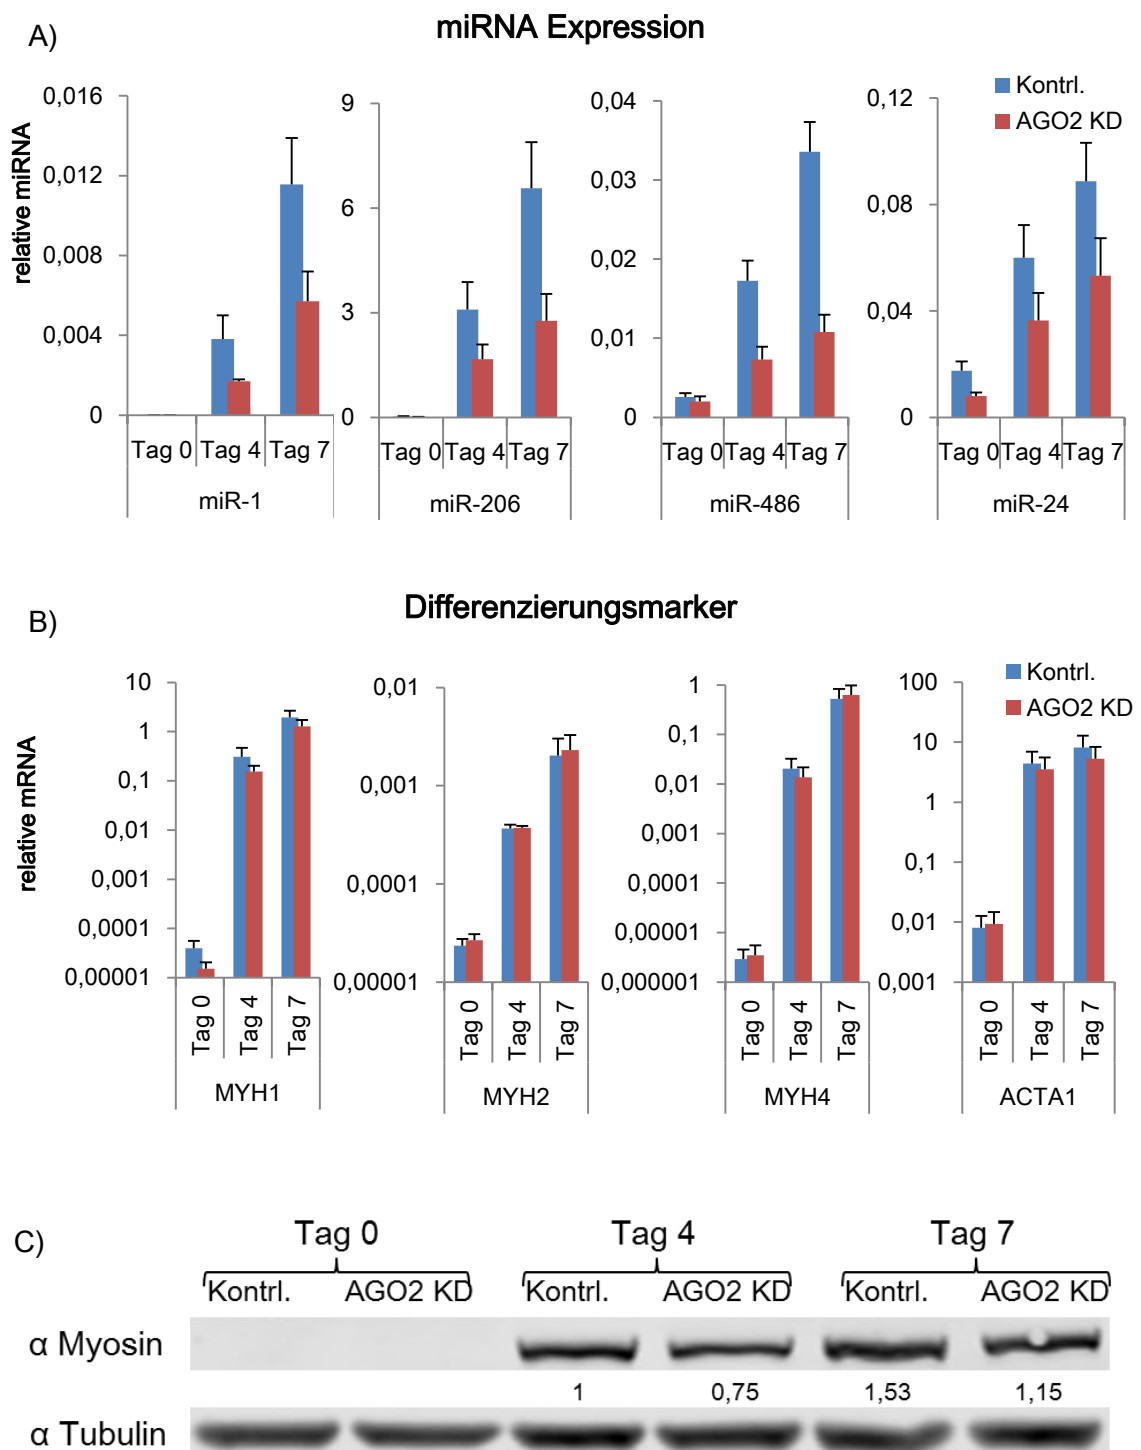 A)
miRNA Expression
Kontrl.
AGO2 KD
relative miRNA
0,016
0,012
0,008
0,004
0
Tag 0 Tag 4 Tag 7
miR-1
9
6
3
0
Tag 0 Tag 4 Tag 7
miR-206
0,04
0,03
0,02
0,01
0
Tag 0 Tag 4 Tag 7
miR-486
0,12
0,08
0,04
0
Tag 0 Tag 4 Tag 7
miR-24
B)
Differenzierungsmarker
Kontrl.
AGO2 KD
relative mRNA
10
1
0,1
0,01
0,001
0,0001
0,00001
Tag 0 Tag 4 Tag 7
MYH1
0,01
0,001
0,0001
0,00001
Tag 0 Tag 4 Tag 7
MYH2
1
0,1
0,01
0,001
0,0001
0,00001
0,000001
Tag 0 Tag 4 Tag 7
MYH4
100
10
1
0,1
0,01
0,001
Tag 0 Tag 4 Tag 7
ACTA1
C)
Tag 0 Tag 4 Tag 7
Kontrl. AGO2 KD Kontrl. AGO2 KD Kontrl. AGO2 KD
α Myosin
1 0,75 1,53 1,15
α Tubulin